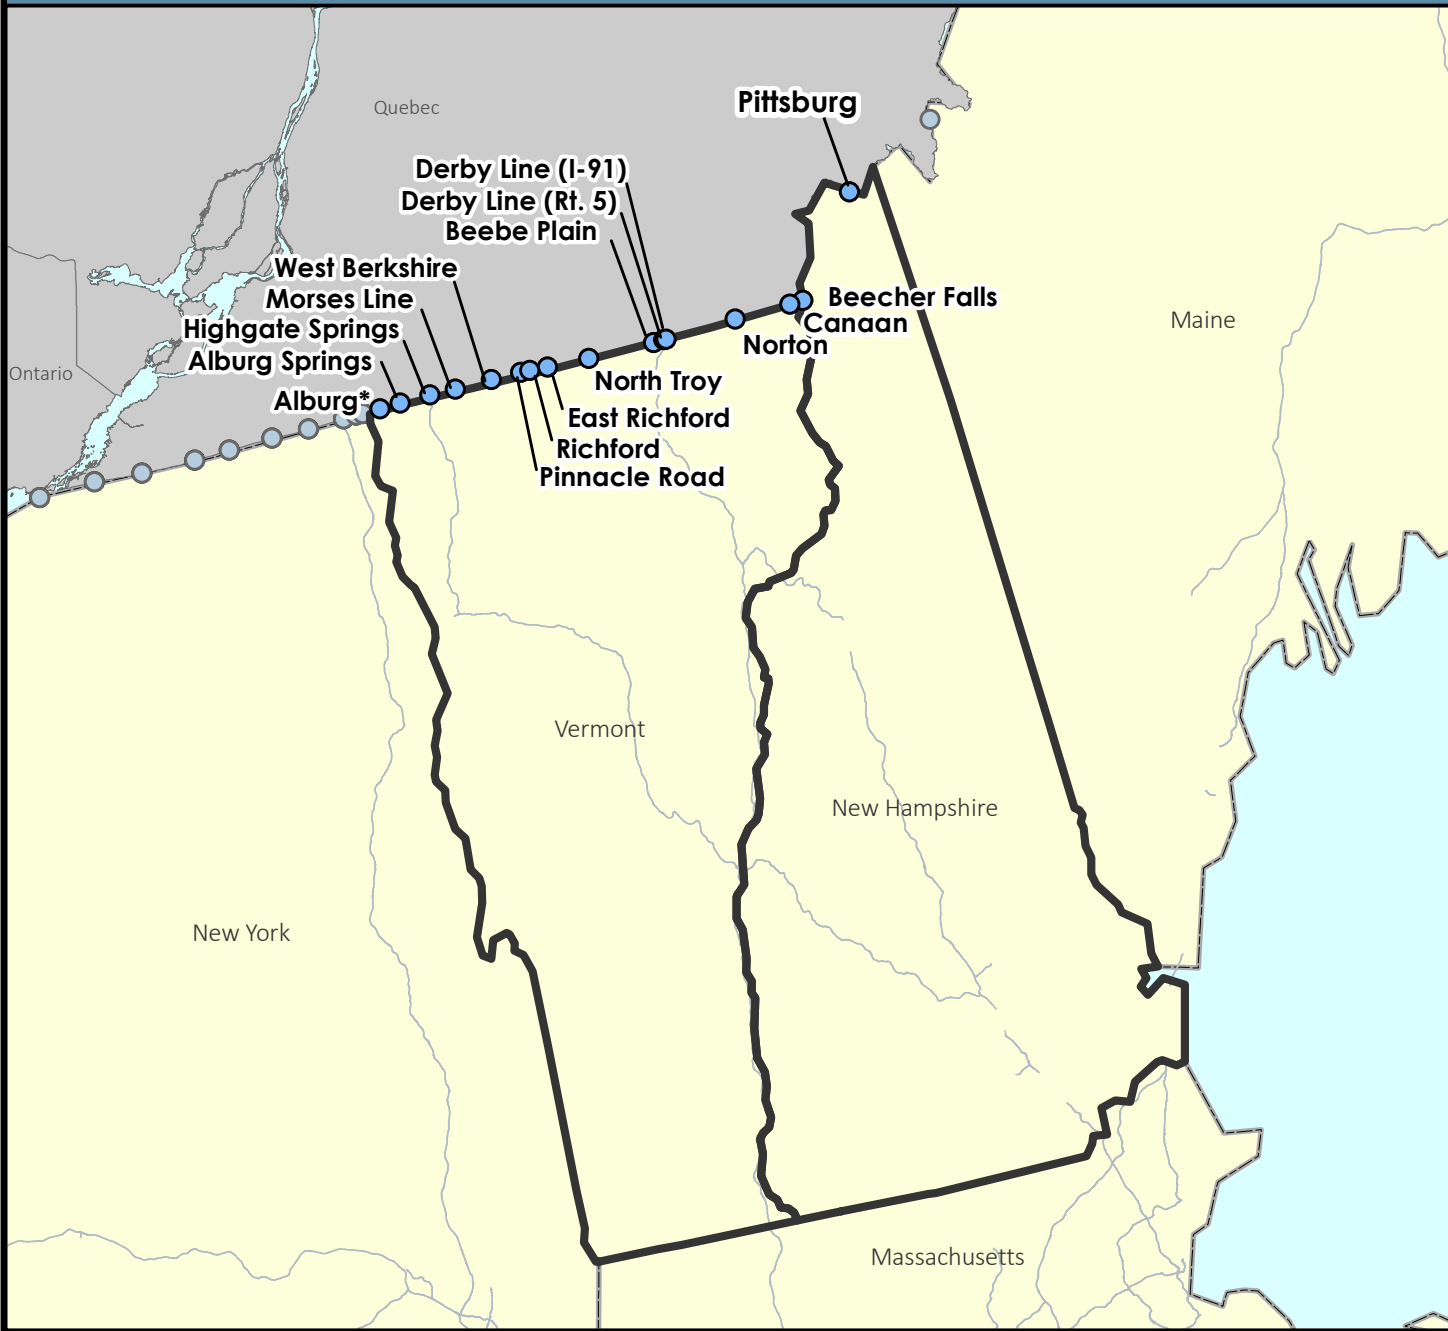 Pittsburg
Quebec
Derby Line (I-91)
Derby Line (Rt. 5)
Beebe Plain
West Berkshire
Morses Line
Highgate Springs
Alburg Springs
Alburg*
Beecher Falls
Canaan
Norton
North Troy
East Richford
Richford
Pinnacle Road
Maine
Ontario
Vermont
New Hampshire
New York
Massachusetts